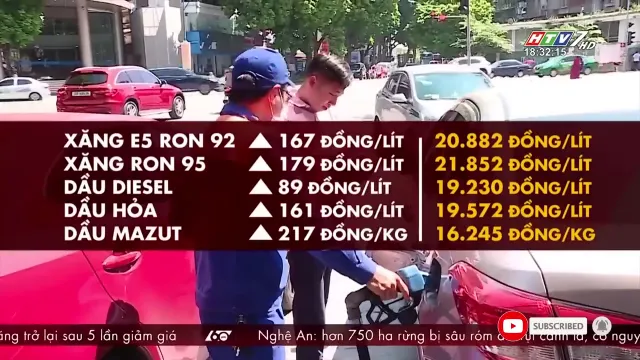 HTV7 HD
18:32:15
XĂNG E5 RON 92 ▲ 167 ĐỒNG/LÍT 20.882 ĐỒNG/LÍT
XĂNG RON 95 ▲ 179 ĐỒNG/LÍT 21.852 ĐỒNG/LÍT
DẦU DIESEL ▲ 89 ĐỒNG/LÍT 19.230 ĐỒNG/LÍT
DẦU HỎA ▲ 161 ĐỒNG/LÍT 19.572 ĐỒNG/LÍT
DẦU MAZUT ▲ 217 ĐỒNG/KG 16.245 ĐỒNG/KG
SUBSCRIBED
trở lại sau 5 lần giảm giá 60 Nghệ An: hơn 750 ha rừng bị sâu róm